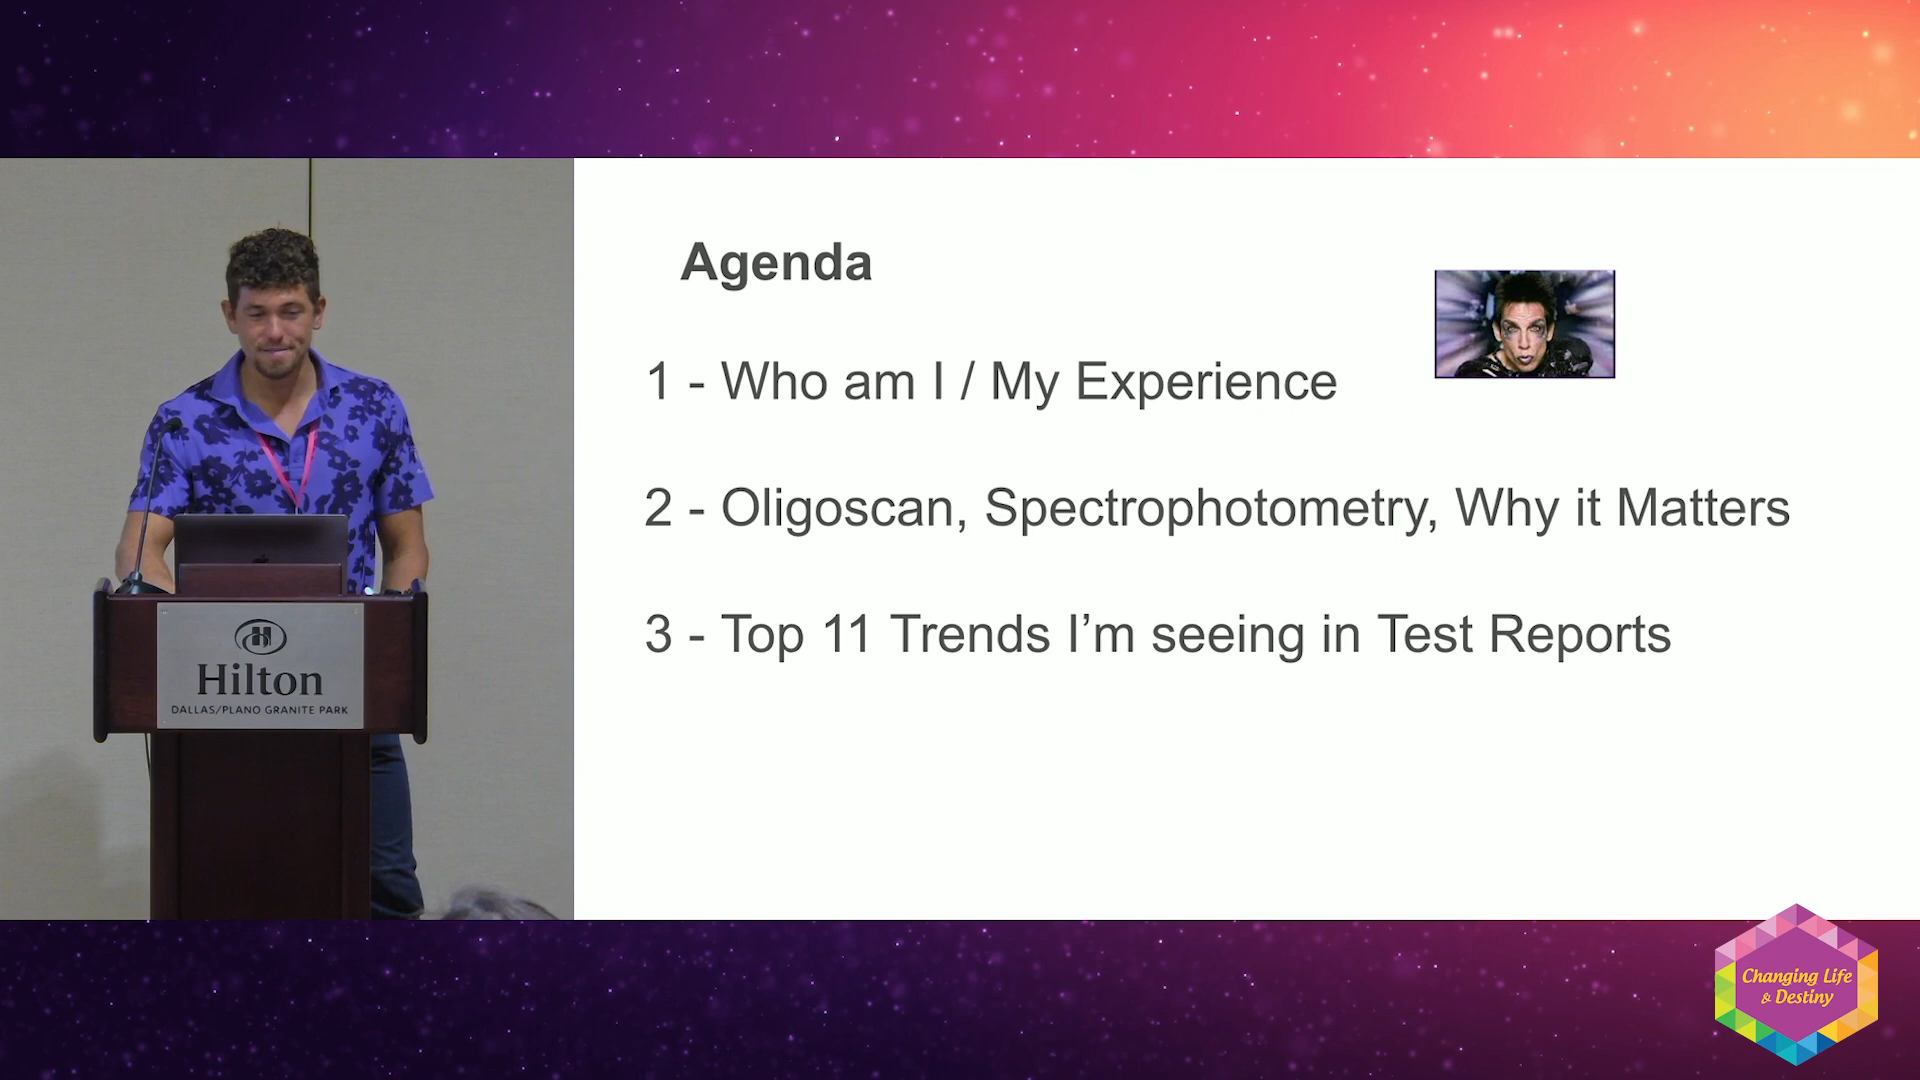 Agenda
1 - Who am I / My Experience
2 - Oligoscan, Spectrophotometry, Why it Matters
3 - Top 11 Trends I'm seeing in Test Reports
Hilton
DALLAS/PLANO GRANITE PARK
Changing Life
& Destiny